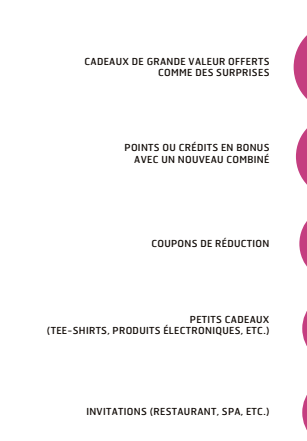 CADEAUX DE GRANDE VALEUR OFFERTS
COMME DES SURPRISES
POINTS OU CRÉDITS EN BONUS
AVEC UN NOUVEAU COMBINÉ
COUPONS DE RÉDUCTION
PETITS CADEAUX
(TEE-SHIRTS, PRODUITS ÉLECTRONIQUES, ETC.)
INVITATIONS (RESTAURANT, SPA, ETC.)